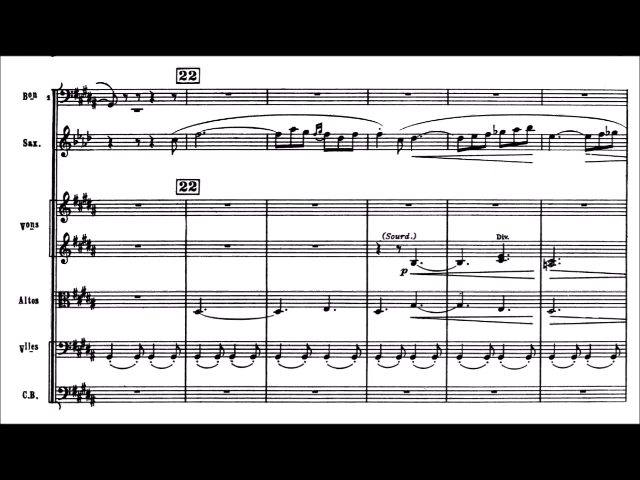 22
Bon 1
Sax.
22
Vons
(Sourd.)
Div.
p
Altos
Vlles
C.B.